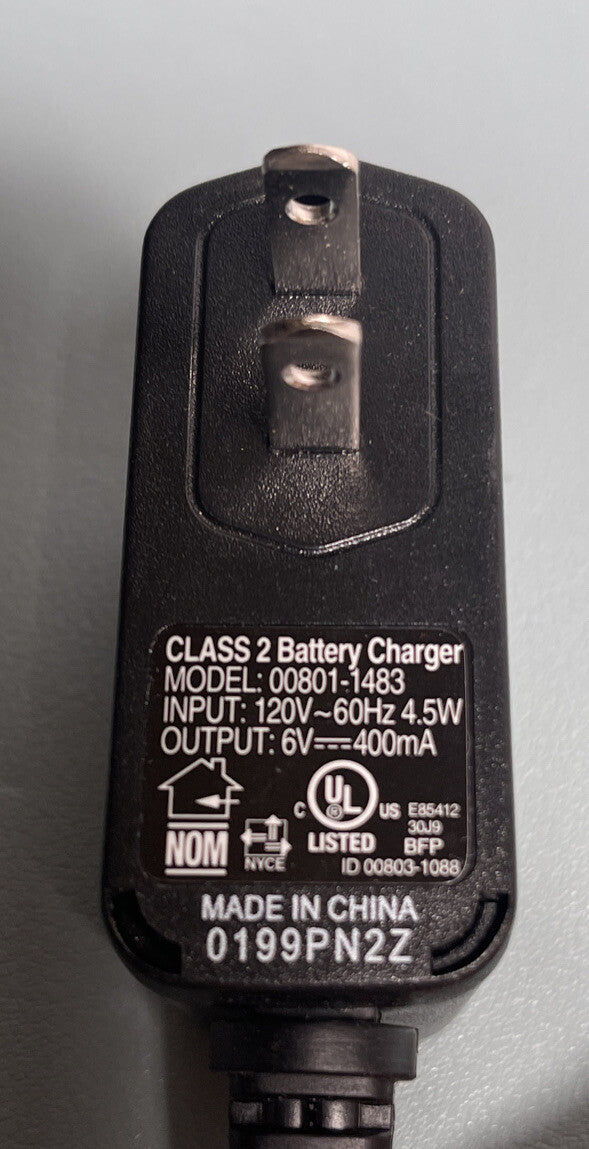 CLASS 2 Battery Charger
MODEL: 00801-1483
INPUT: 120V~60Hz 4.5W
OUTPUT: 6V⎓400mA
C UL US E85412
® 30J9
NOM NYCE LISTED BFP
ID 00803-1088
MADE IN CHINA
0199PN2Z